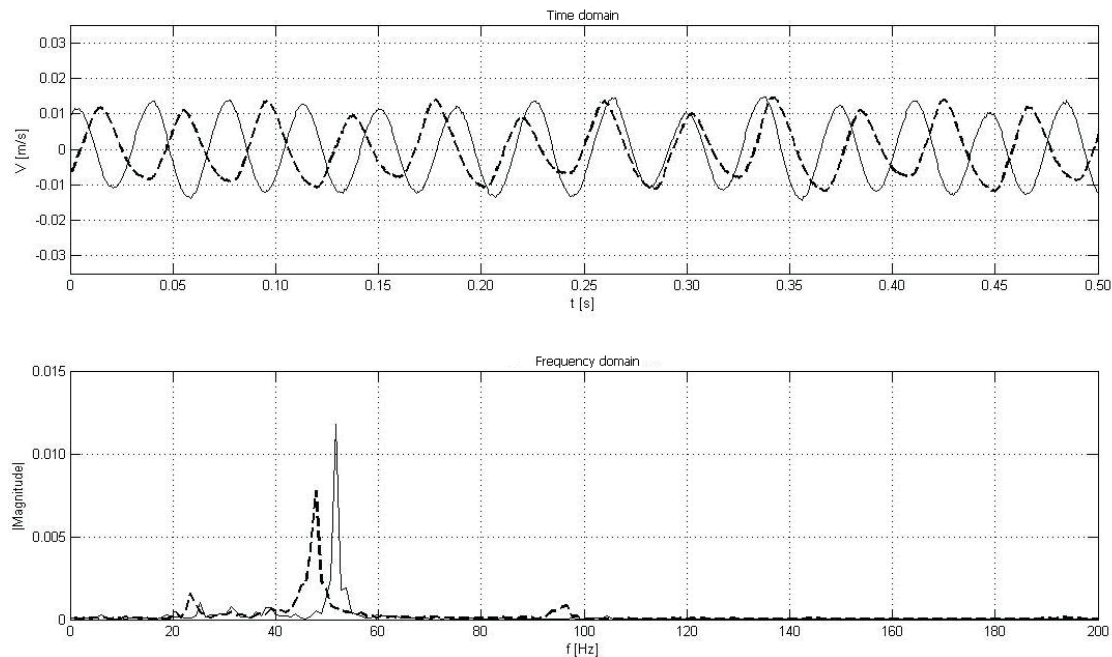 Time domain
0.03
0.02
0.01
0
-0.01
-0.02
-0.03
V [m/s]
0 0.05 0.10 0.15 0.20 0.25 0.30 0.35 0.40 0.45 0.50
t [s]
Frequency domain
0.015
0.010
0.005
0
|Magnitude|
0 20 40 60 80 100 120 140 160 180 200
f [Hz]